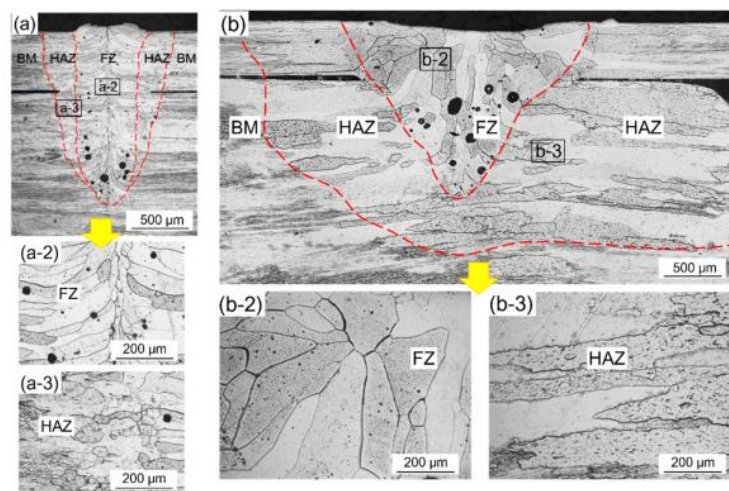 (a)
BM HAZ FZ HAZ BM
a-2
a-3
500 μm
(a-2)
FZ
200 μm
(a-3)
HAZ
200 μm
(b)
b-2
BM HAZ FZ HAZ
b-3
500 μm
(b-2)
FZ
200 μm
(b-3)
HAZ
200 μm